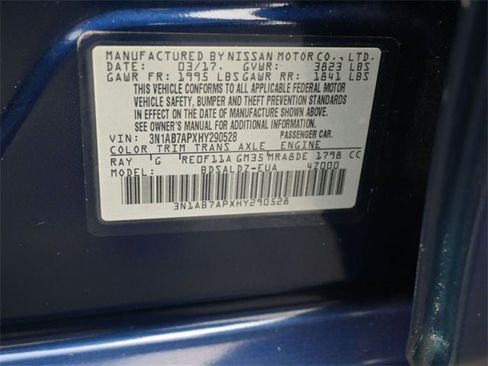 MANUFACTURED BY NISSAN MOTOR CO., LTD.
DATE: 03/17 GVWR: 3823 LBS
GAWR FR: 1995 LBS GAWR RR: 1841 LBS
THIS VEHICLE CONFORMS TO ALL APPLICABLE FEDERAL MOTOR
VEHICLE SAFETY, BUMPER AND THEFT PREVENTION STANDARDS
IN EFFECT ON THE DATE OF MANUFACTURE SHOWN ABOVE.
SEE OWNER'S MANUAL FOR ADDITIONAL INFORMATION
VIN: 3N1AB7APXHY290528 PASSENGER CAR.
COLOR TRIM TRANS AXLE ENGINE
RAY 'G RE0F11A GM35 MRA8DE 1798 CC
MODEL: BDSALDZ-EUA 47000
3N1AB7APXHY290528